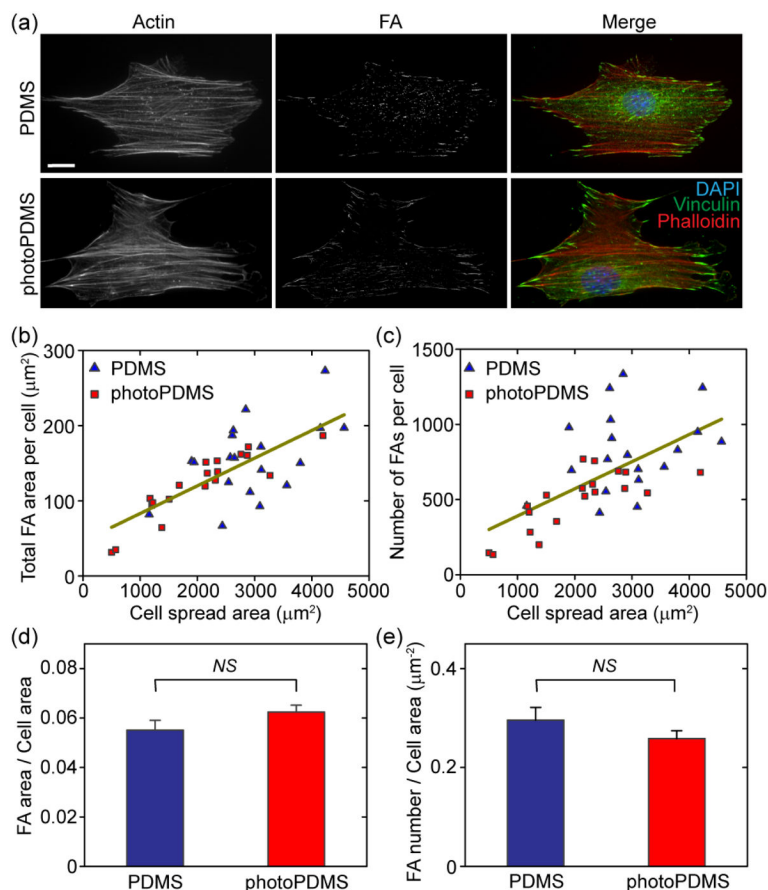 (a) Actin FA Merge
PDMS
photoPDMS
DAPI
Vinculin
Phalloidin
(b)
300
200
100
0
Total FA area per cell (μm²)
PDMS
photoPDMS
0 1000 2000 3000 4000 5000
Cell spread area (μm²)
(c)
1500
1000
500
0
Number of FAs per cell
PDMS
photoPDMS
0 1000 2000 3000 4000 5000
Cell spread area (μm²)
(d)
0.08
0.06
0.04
0.02
0
FA area / Cell area
NS
PDMS photoPDMS
(e)
0.4
0.2
0
FA number / Cell area (μm⁻²)
NS
PDMS photoPDMS